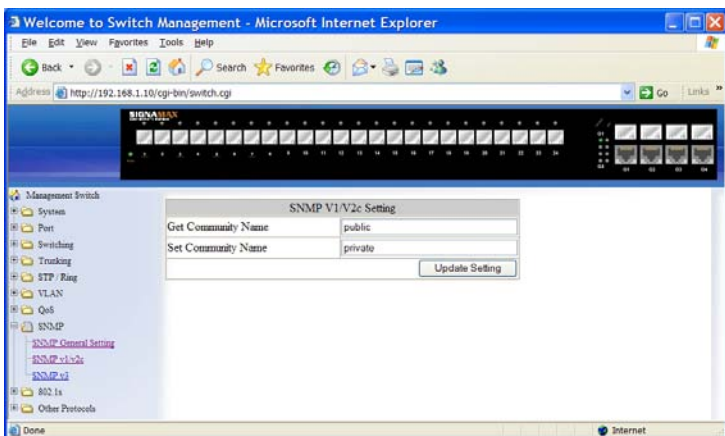 Welcome to Switch Management - Microsoft Internet Explorer
File Edit View Favorites Tools Help
Back Search Favorites
Address http://192.168.1.10/cgi-bin/switch.cgi Go Links »
SIGNAMAX
Management Switch
System
Port
Switching
Trunking
STP / Ring
VLAN
QoS
SNMP
SNMP General Setting
SNMP v1/v2c
SNMP v3
802.1x
Other Protocols
SNMP V1/V2c Setting
Get Community Name public
Set Community Name private
Update Setting
Done Internet